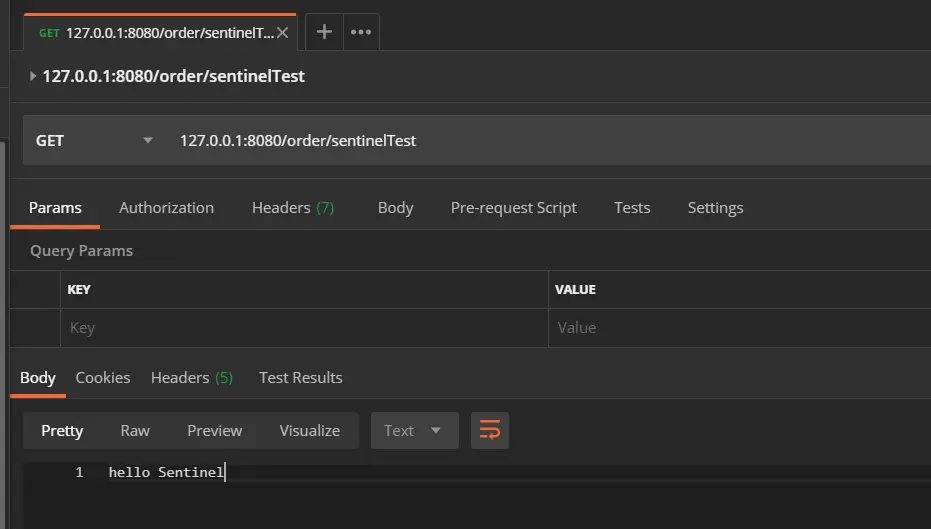 GET 127.0.0.1:8080/order/sentinelT...
127.0.0.1:8080/order/sentinelTest
GET 127.0.0.1:8080/order/sentinelTest
Params Authorization Headers (7) Body Pre-request Script Tests Settings
Query Params
KEY VALUE
Key Value
Body Cookies Headers (5) Test Results
Pretty Raw Preview Visualize Text
1 hello Sentinel